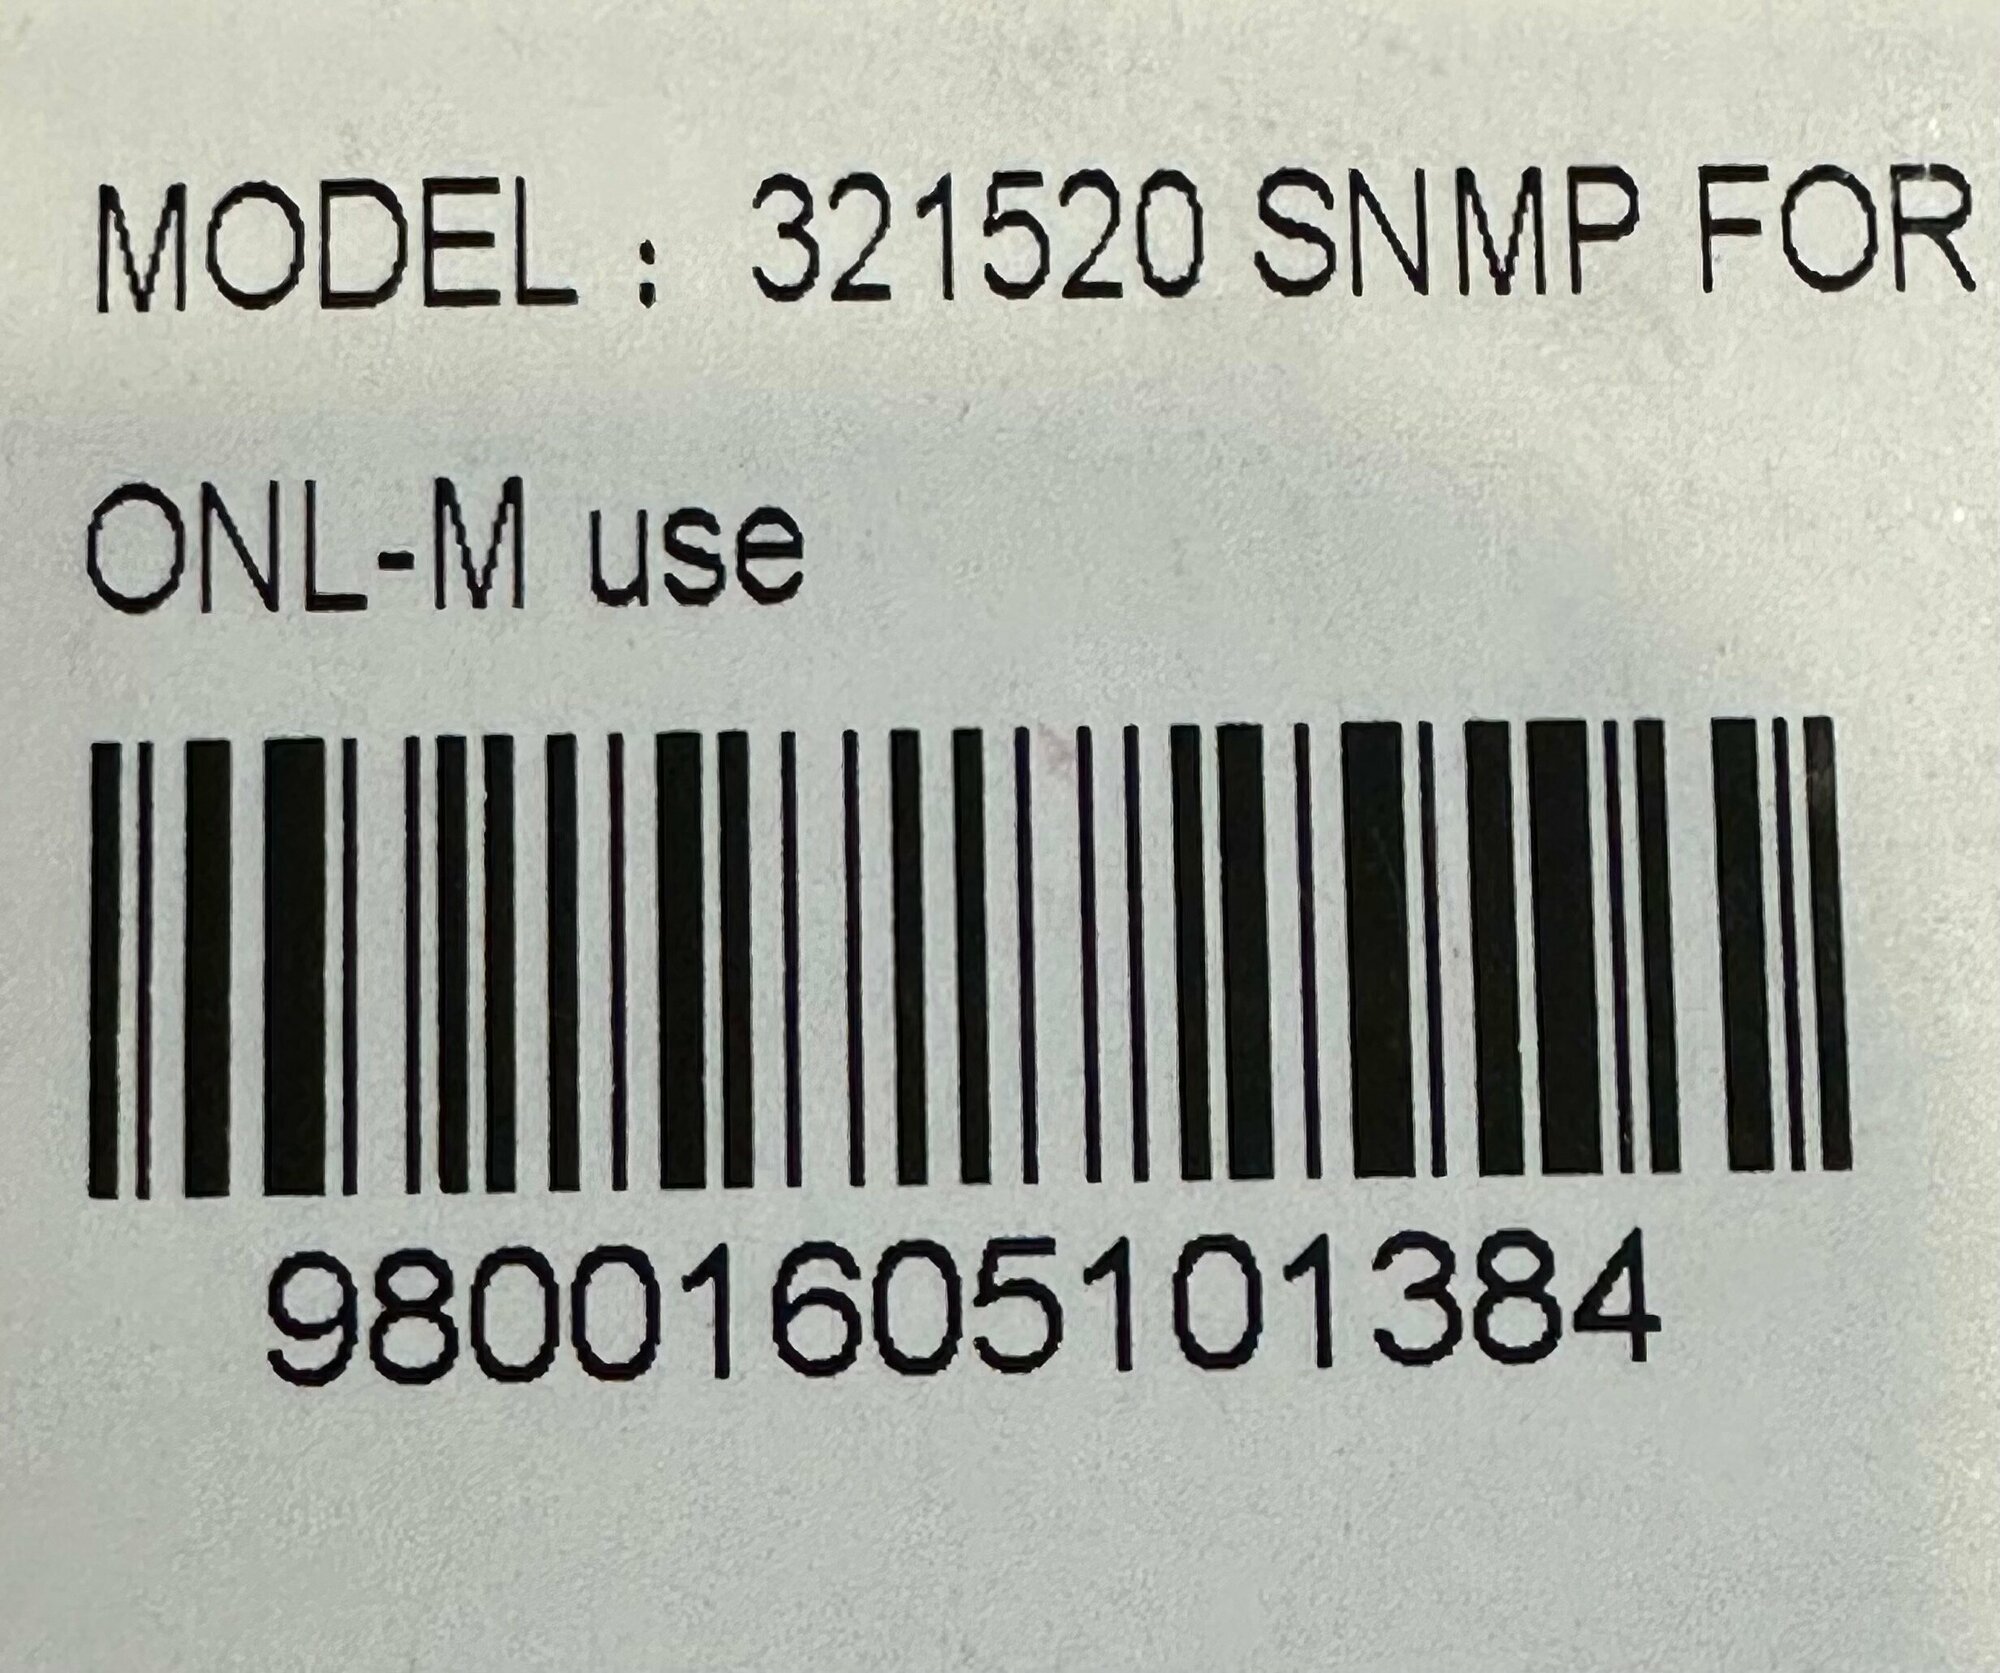 MODEL : 321520 SNMP FOR
ONL-M use
98001605101384